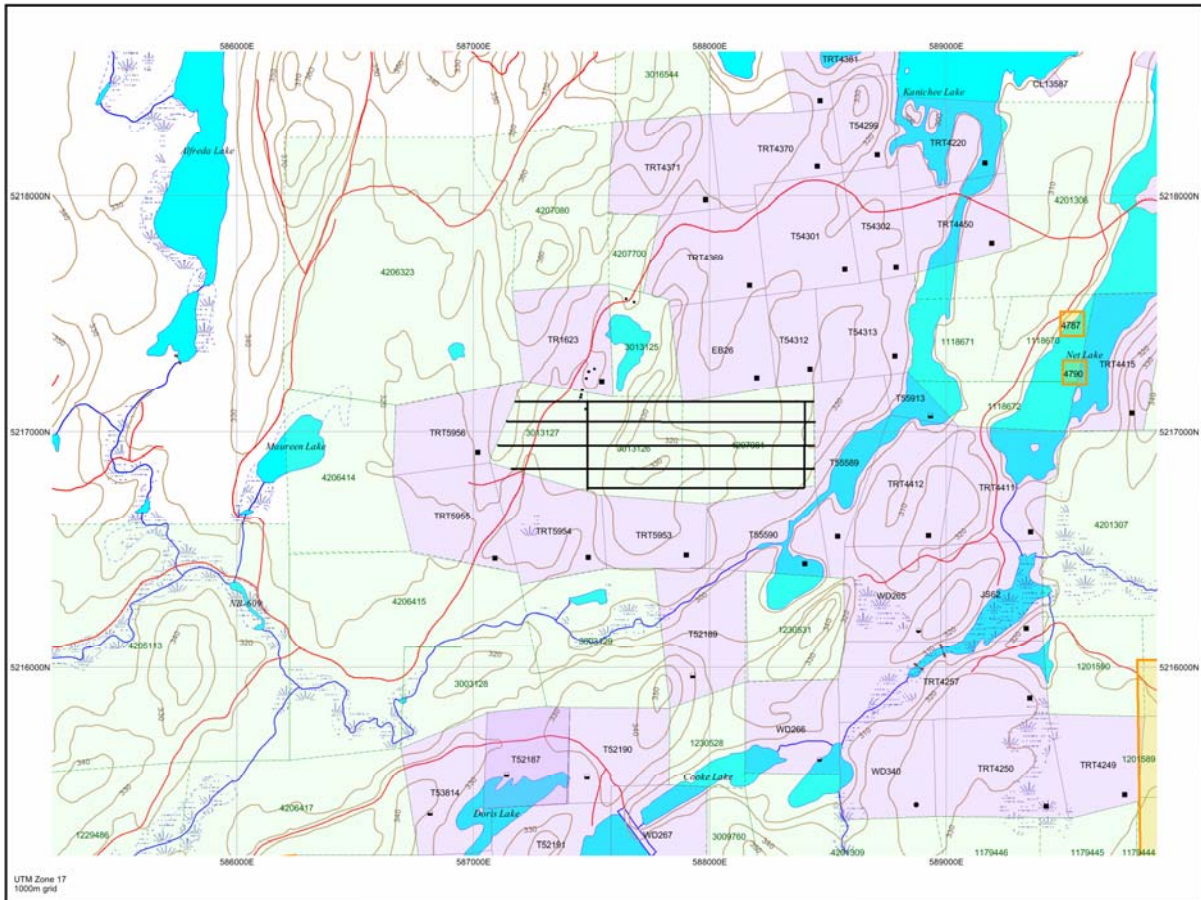 586000E 587000E 588000E 589000E
TRT4381
3016544
Kanichee Lake
CL13587
T54299
TRT4370
TRT4220
Alfreda Lake
TRT4371
5218000N 5218000N
4201306
4207080
T54302 TRT4450
T54301
4207700
TRT4369
4206323
4787
T54313
TR1623
T54312
1118671
1118670
3013125
EB26
Net Lake
TRT4415
4790
T55913
1118672
5217000N 5217000N
TRT5956
3013127
Maureen Lake
3013126 4207081
T55589
4206414
TRT4412
TRT4411
TRT5955
TRT5954
TRT5953
T55590
4201307
NB-609
4206415
WD265
JS62
T52189
1230531
4205113
3003129
5216000N 5216000N
1201590
3003128
TRT4257
WD266
T52190
1230528
T52187
1201589
Cooke Lake
WD340
TRT4250
TRT4249
T53814
4206417
Doris Lake
1229486
WD267
3009760
T52191
4201309
1179446 1179445 1179444
586000E 587000E 588000E 589000E
UTM Zone 17
1000m grid